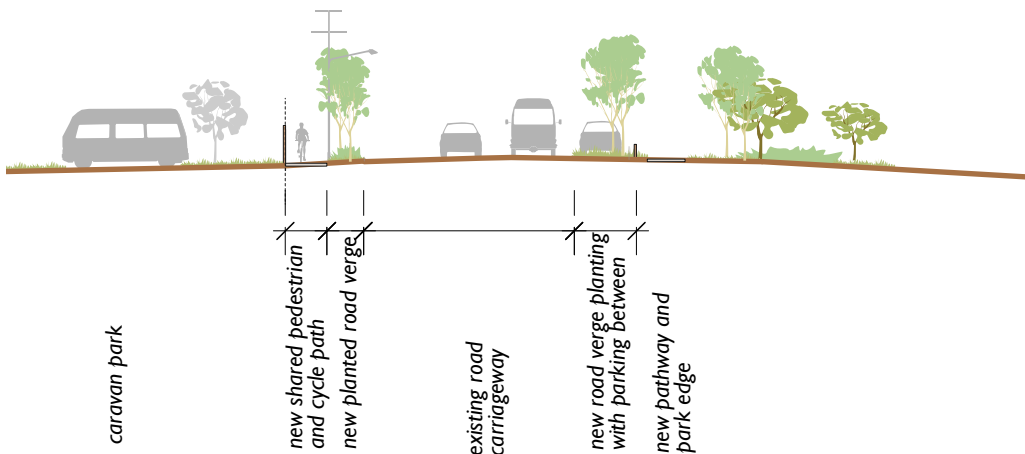 caravan park
new shared pedestrian
and cycle path
new planted road verge
existing road
carriageway
new road verge planting
with parking between
new pathway and
park edge